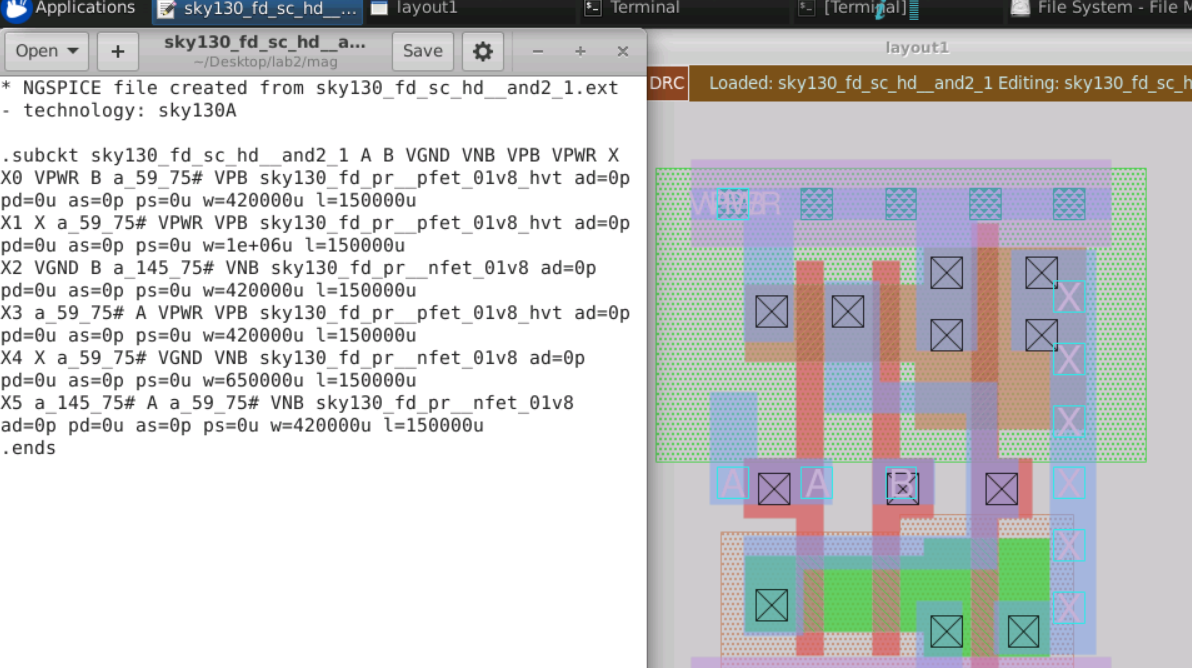 Applications
sky130_fd_sc_hd__...
layout1
Terminal
[Terminal]
File System - File M
Open
+
sky130_fd_sc_hd__a...
~/Desktop/lab2/mag
Save
layout1
DRC
Loaded: sky130_fd_sc_hd__and2_1 Editing: sky130_fd_sc_h
* NGSPICE file created from sky130_fd_sc_hd__and2_1.ext
- technology: sky130A
.subckt sky130_fd_sc_hd__and2_1 A B VGND VNB VPB VPWR X
X0 VPWR B a_59_75# VPB sky130_fd_pr__pfet_01v8_hvt ad=0p
pd=0u as=0p ps=0u w=420000u l=150000u
X1 X a_59_75# VPWR VPB sky130_fd_pr__pfet_01v8_hvt ad=0p
pd=0u as=0p ps=0u w=1e+06u l=150000u
X2 VGND B a_145_75# VNB sky130_fd_pr__nfet_01v8 ad=0p
pd=0u as=0p ps=0u w=420000u l=150000u
X3 a_59_75# A VPWR VPB sky130_fd_pr__pfet_01v8_hvt ad=0p
pd=0u as=0p ps=0u w=420000u l=150000u
X4 X a_59_75# VGND VNB sky130_fd_pr__nfet_01v8 ad=0p
pd=0u as=0p ps=0u w=650000u l=150000u
X5 a_145_75# A a_59_75# VNB sky130_fd_pr__nfet_01v8
ad=0p pd=0u as=0p ps=0u w=420000u l=150000u
.ends
X
X
X
A A B X
X
X